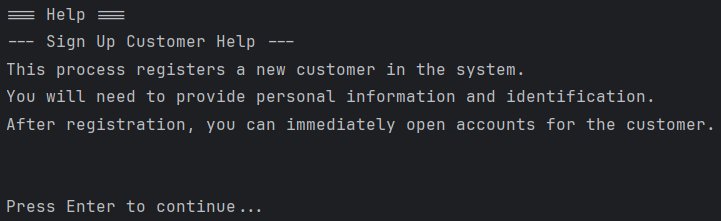 === Help ===
--- Sign Up Customer Help ---
This process registers a new customer in the system.
You will need to provide personal information and identification.
After registration, you can immediately open accounts for the customer.
Press Enter to continue...